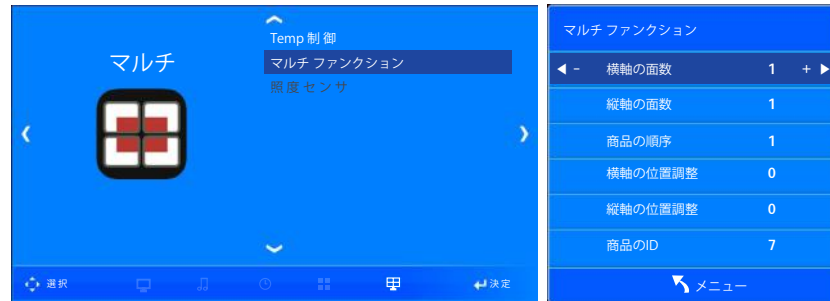 マルチ
Temp 制御
マルチ ファンクション
照度センサ
選択
決定
マルチ ファンクション
◀ - 横軸の面数 1 + ▶
縦軸の面数 1
商品の順序 1
横軸の位置調整 0
縦軸の位置調整 0
商品のID 7
メニュー